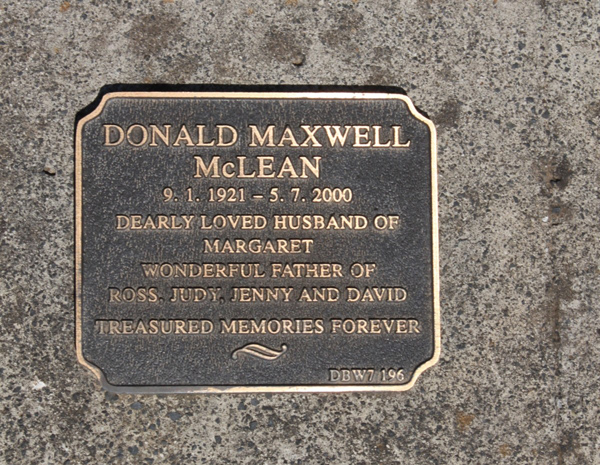 DONALD MAXWELL
McLEAN
9. 1. 1921 – 5. 7. 2000
DEARLY LOVED HUSBAND OF
MARGARET
WONDERFUL FATHER OF
ROSS, JUDY, JENNY AND DAVID
TREASURED MEMORIES FOREVER
DBW7 196